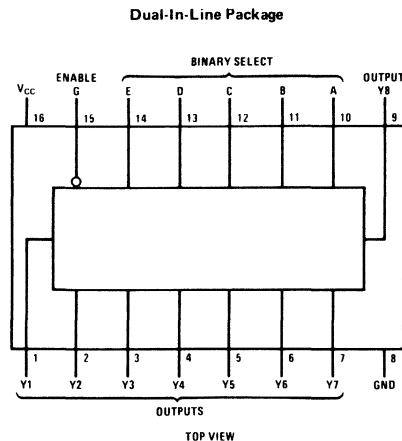 Dual-In-Line Package
BINARY SELECT
ENABLE OUTPUT
VCC G E D C B A Y8
16 15 14 13 12 11 10 9
1 2 3 4 5 6 7 8
Y1 Y2 Y3 Y4 Y5 Y6 Y7 GND
OUTPUTS
TOP VIEW